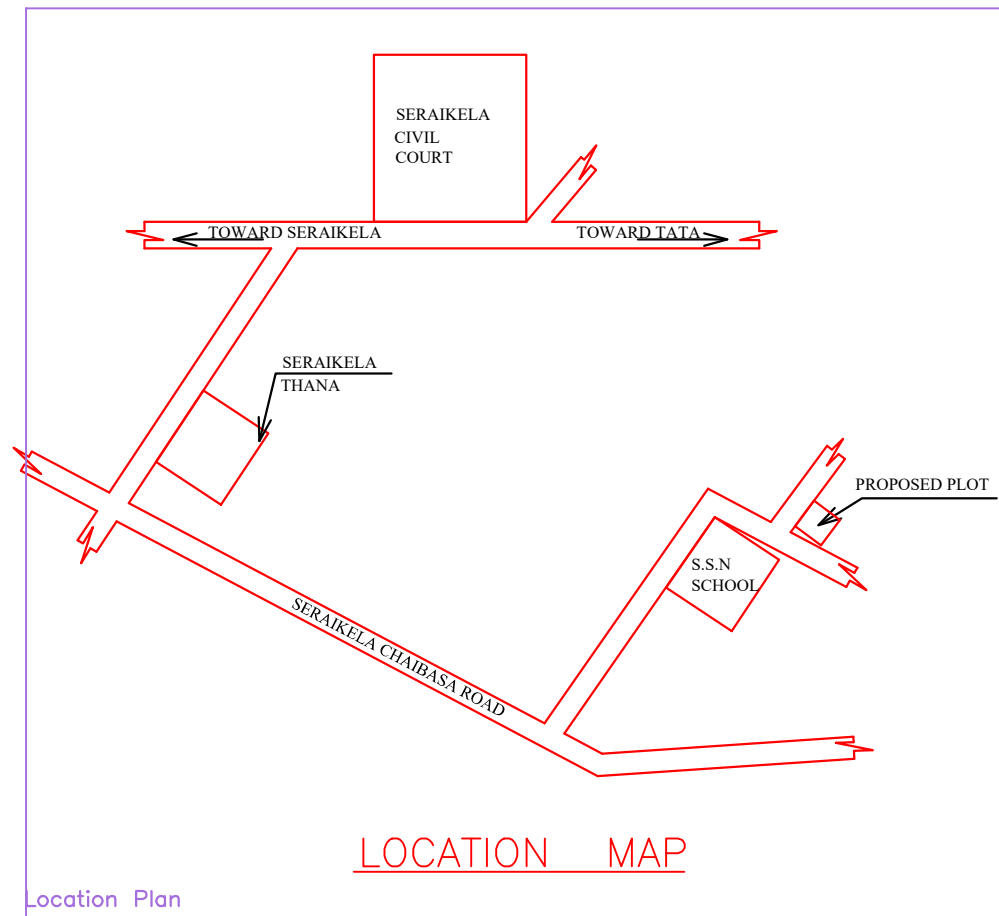 SERAIKELA
CIVIL
COURT
TOWARD SERAIKELA
TOWARD TATA
SERAIKELA
THANA
PROPOSED PLOT
S.S.N
SCHOOL
SERAIKELA CHAIBASA ROAD
LOCATION MAP
Location Plan